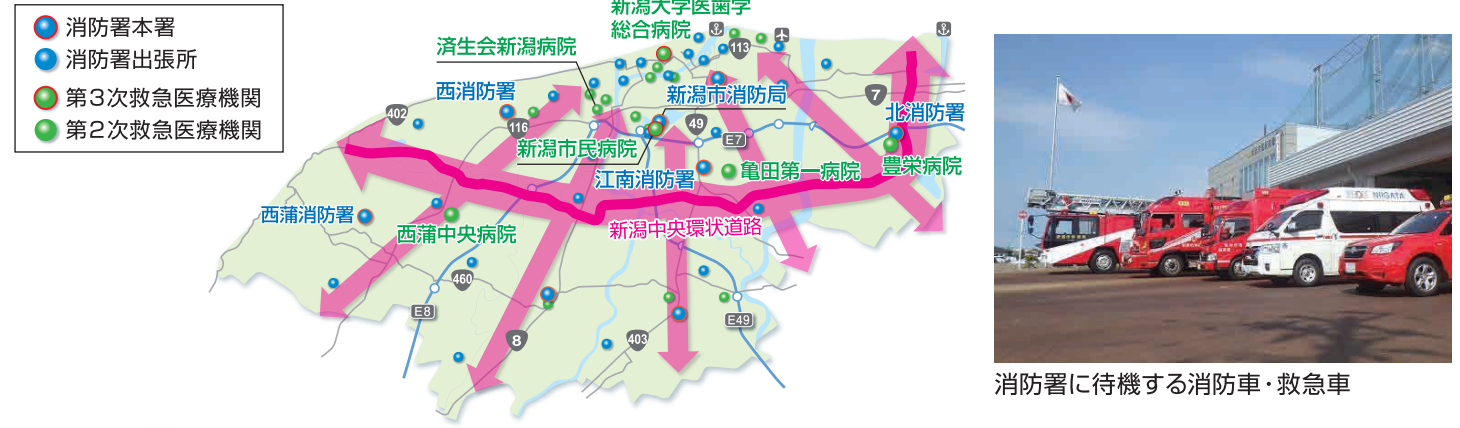 消防署本署
消防署出張所
第3次救急医療機関
第2次救急医療機関
新潟大学医歯学
総合病院
済生会新潟病院
113
西消防署
新潟市消防局
7
402
116
49
北消防署
E7
新潟市民病院
亀田第一病院
豊栄病院
江南消防署
西蒲消防署
西蒲中央病院
新潟中央環状道路
460
E8
E49
8
403
NIIGATA
消防署に待機する消防車・救急車